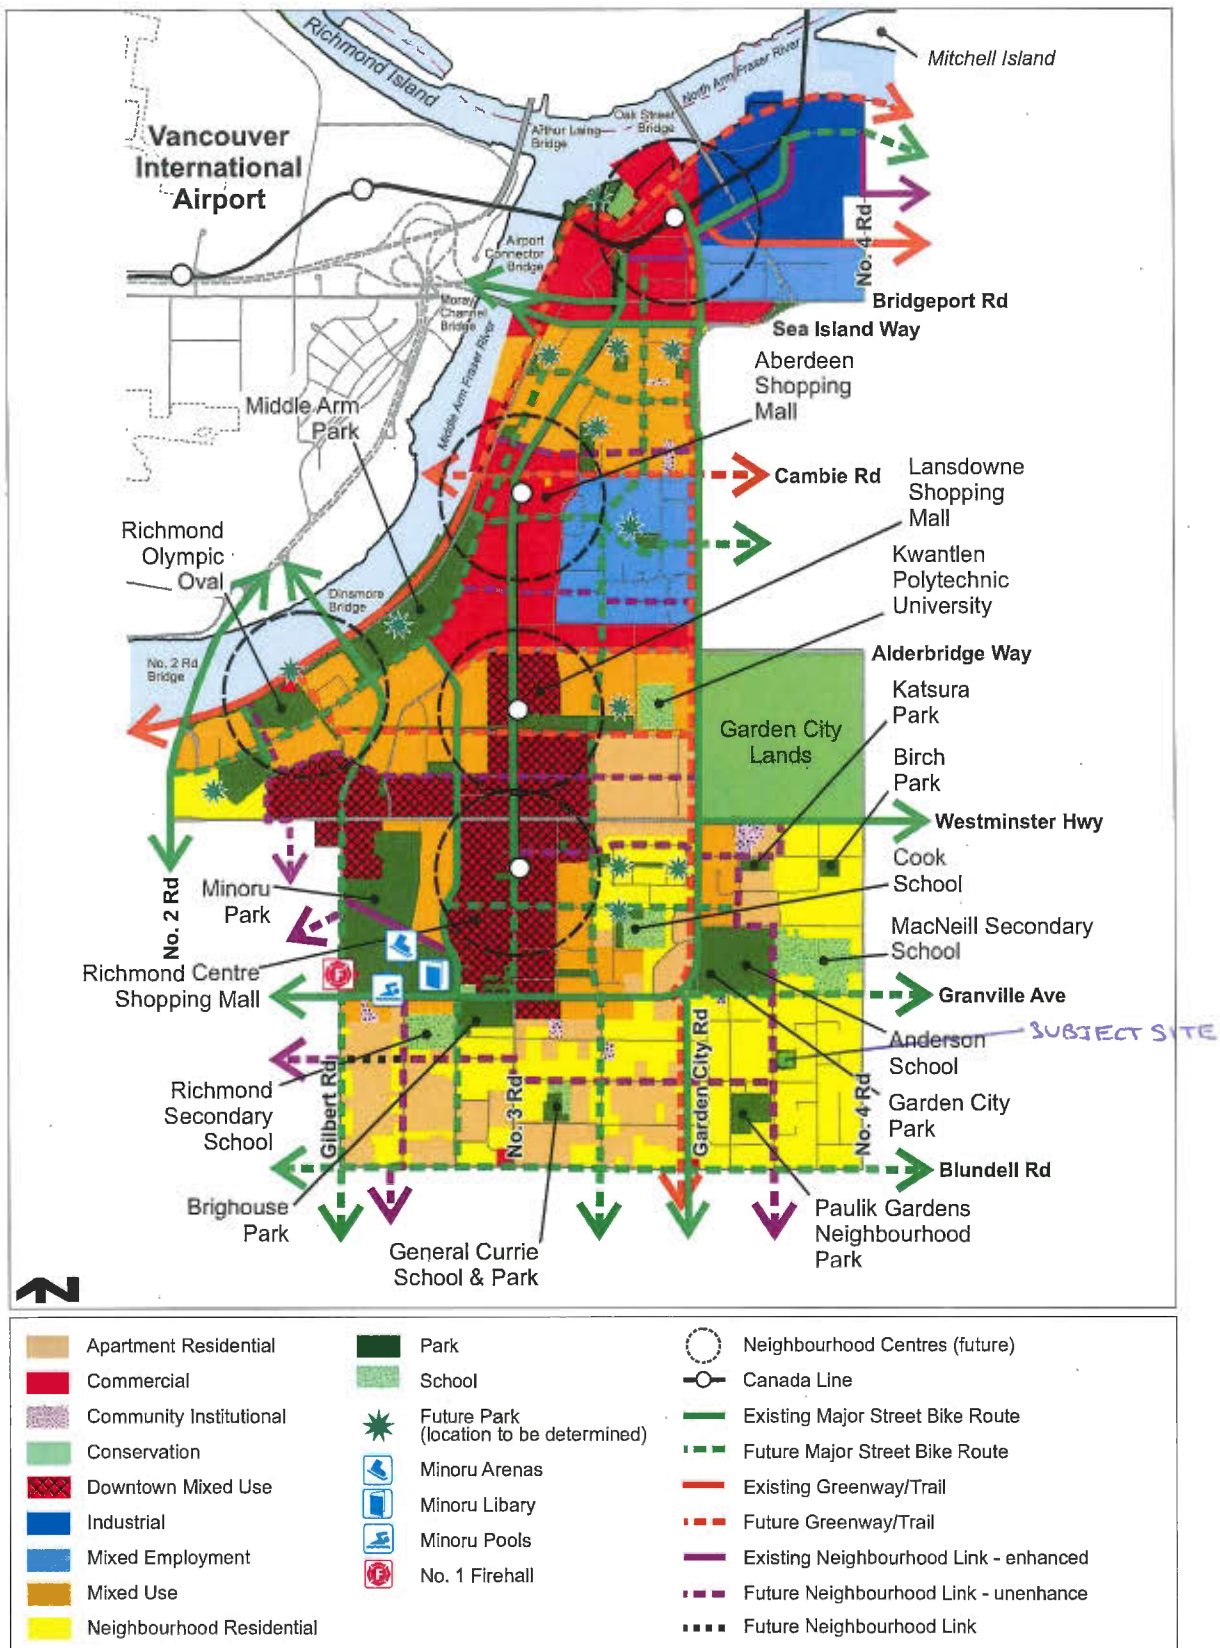 Mitchell Island
Richmond Island
North Arm Fraser River
Oak Street
Bridge
Arthur Laing
Bridge
Vancouver
International
Airport
No. 4 Rd
Airport
Connector
Bridge
Bridgeport Rd
Moray
Channel
Bridge
Sea Island Way
Middle Arm Fraser River
Aberdeen
Shopping
Mall
Middle Arm
Park
Cambie Rd
Lansdowne
Shopping
Mall
Richmond
Olympic
Oval
Kwantlen
Polytechnic
University
Dinsmore
Bridge
No. 2 Rd
Bridge
Alderbridge Way
Katsura
Park
Garden City
Lands
Birch
Park
Westminster Hwy
Cook
School
No. 2 Rd
Minoru
Park
MacNeill Secondary
School
Richmond Centre
Shopping Mall
F
Granville Ave
SUBJECT SITE
Anderson
School
Gilbert Rd
No. 3 Rd
Garden City Rd
No. 4 Rd
Richmond
Secondary
School
Garden City
Park
Blundell Rd
Brighouse
Park
Paulik Gardens
Neighbourhood
Park
General Currie
School & Park
N
Apartment Residential
Commercial
Community Institutional
Conservation
Downtown Mixed Use
Industrial
Mixed Employment
Mixed Use
Neighbourhood Residential
Park
School
Future Park
(location to be determined)
Minoru Arenas
Minoru Libary
Minoru Pools
F
No. 1 Firehall
Neighbourhood Centres (future)
Canada Line
Existing Major Street Bike Route
Future Major Street Bike Route
Existing Greenway/Trail
Future Greenway/Trail
Existing Neighbourhood Link - enhanced
Future Neighbourhood Link - unenhance
Future Neighbourhood Link